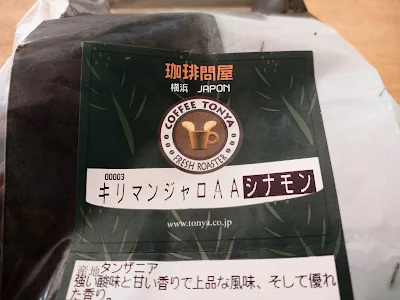 珈琲問屋
横浜 JAPON
COFFEE TONYA
FRESH ROASTER
00003
キリマンジャロAAシナモン
www.tonya.co.jp
産地タンザニア
強い酸味と甘い香りで上品な風味、そして優れ
た香り。